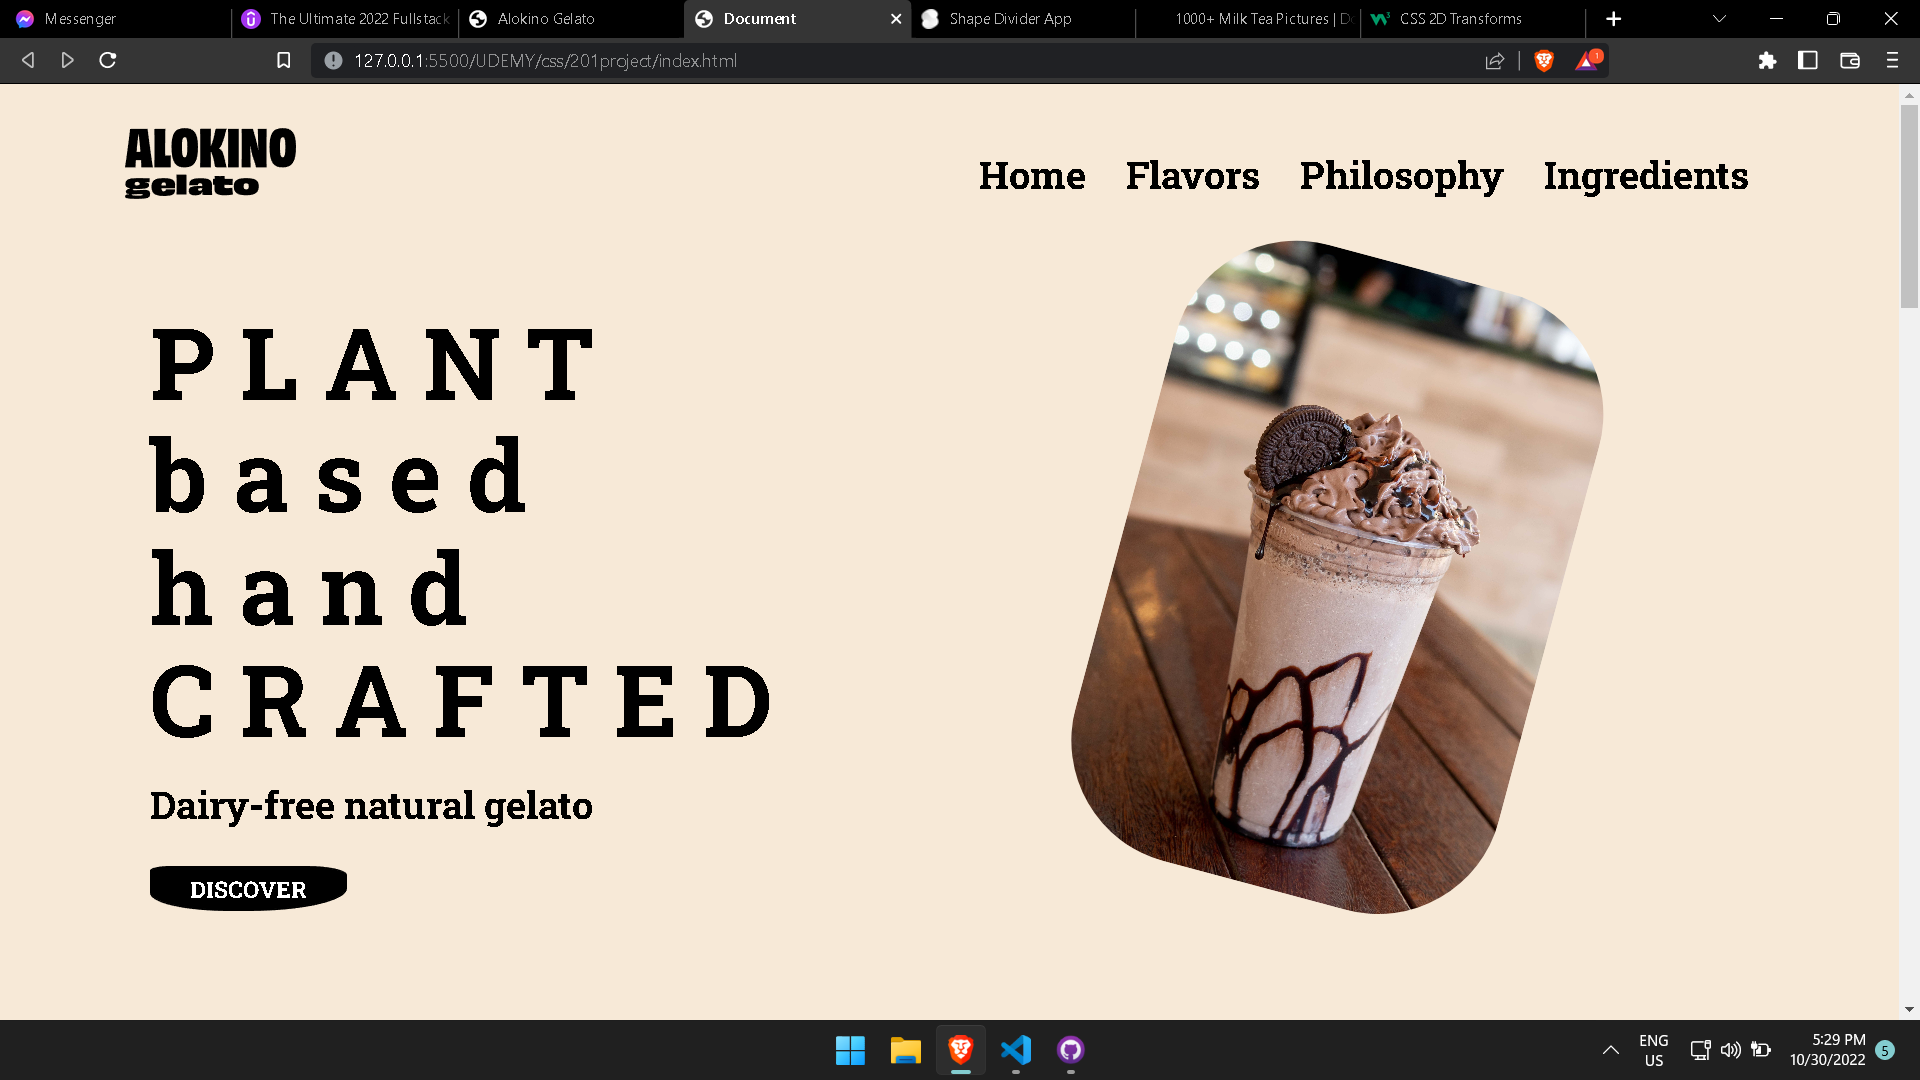 Messenger
The Ultimate 2022 Fullstack
Alokino Gelato
Document
Shape Divider App
1000+ Milk Tea Pictures | Do
CSS 2D Transforms
127.0.0.1:5500/UDEMY/css/201project/index.html
1
ALOKINO
gelato
Home Flavors Philosophy Ingredients
PLANT
based
hand
CRAFTED
Dairy-free natural gelato
DISCOVER
ENG
US
5:29 PM
10/30/2022
5